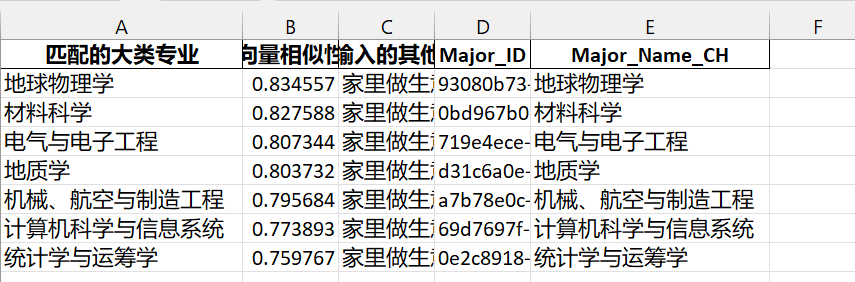 A B C D E F
匹配的大类专业 向量相似性 输入的其他 Major_ID Major_Name_CH
地球物理学 0.834557 家里做生意 93080b73- 地球物理学
材料科学 0.827588 家里做生意 0bd967b0 材料科学
电气与电子工程 0.807344 家里做生意 719e4ece- 电气与电子工程
地质学 0.803732 家里做生意 d31c6a0e- 地质学
机械、航空与制造工程 0.795684 家里做生意 a7b78e0c- 机械、航空与制造工程
计算机科学与信息系统 0.773893 家里做生意 69d7697f- 计算机科学与信息系统
统计学与运筹学 0.759767 家里做生意 0e2c8918- 统计学与运筹学